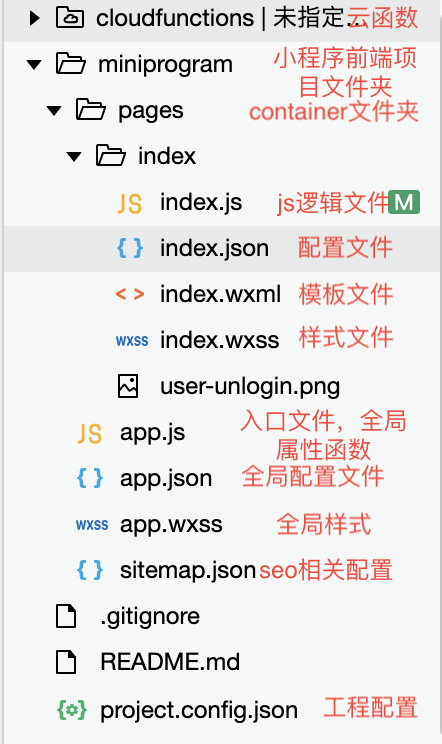 cloudfunctions | 未指定... 云函数
miniprogram 小程序前端项
目文件夹
pages container文件夹
index
JS index.js js逻辑文件 M
{ } index.json 配置文件
< > index.wxml 模板文件
wxss index.wxss 样式文件
user-unlogin.png
JS app.js 入口文件，全局
属性函数
{ } app.json 全局配置文件
wxss app.wxss 全局样式
{ } sitemap.json seo相关配置
.gitignore
README.md
project.config.json 工程配置